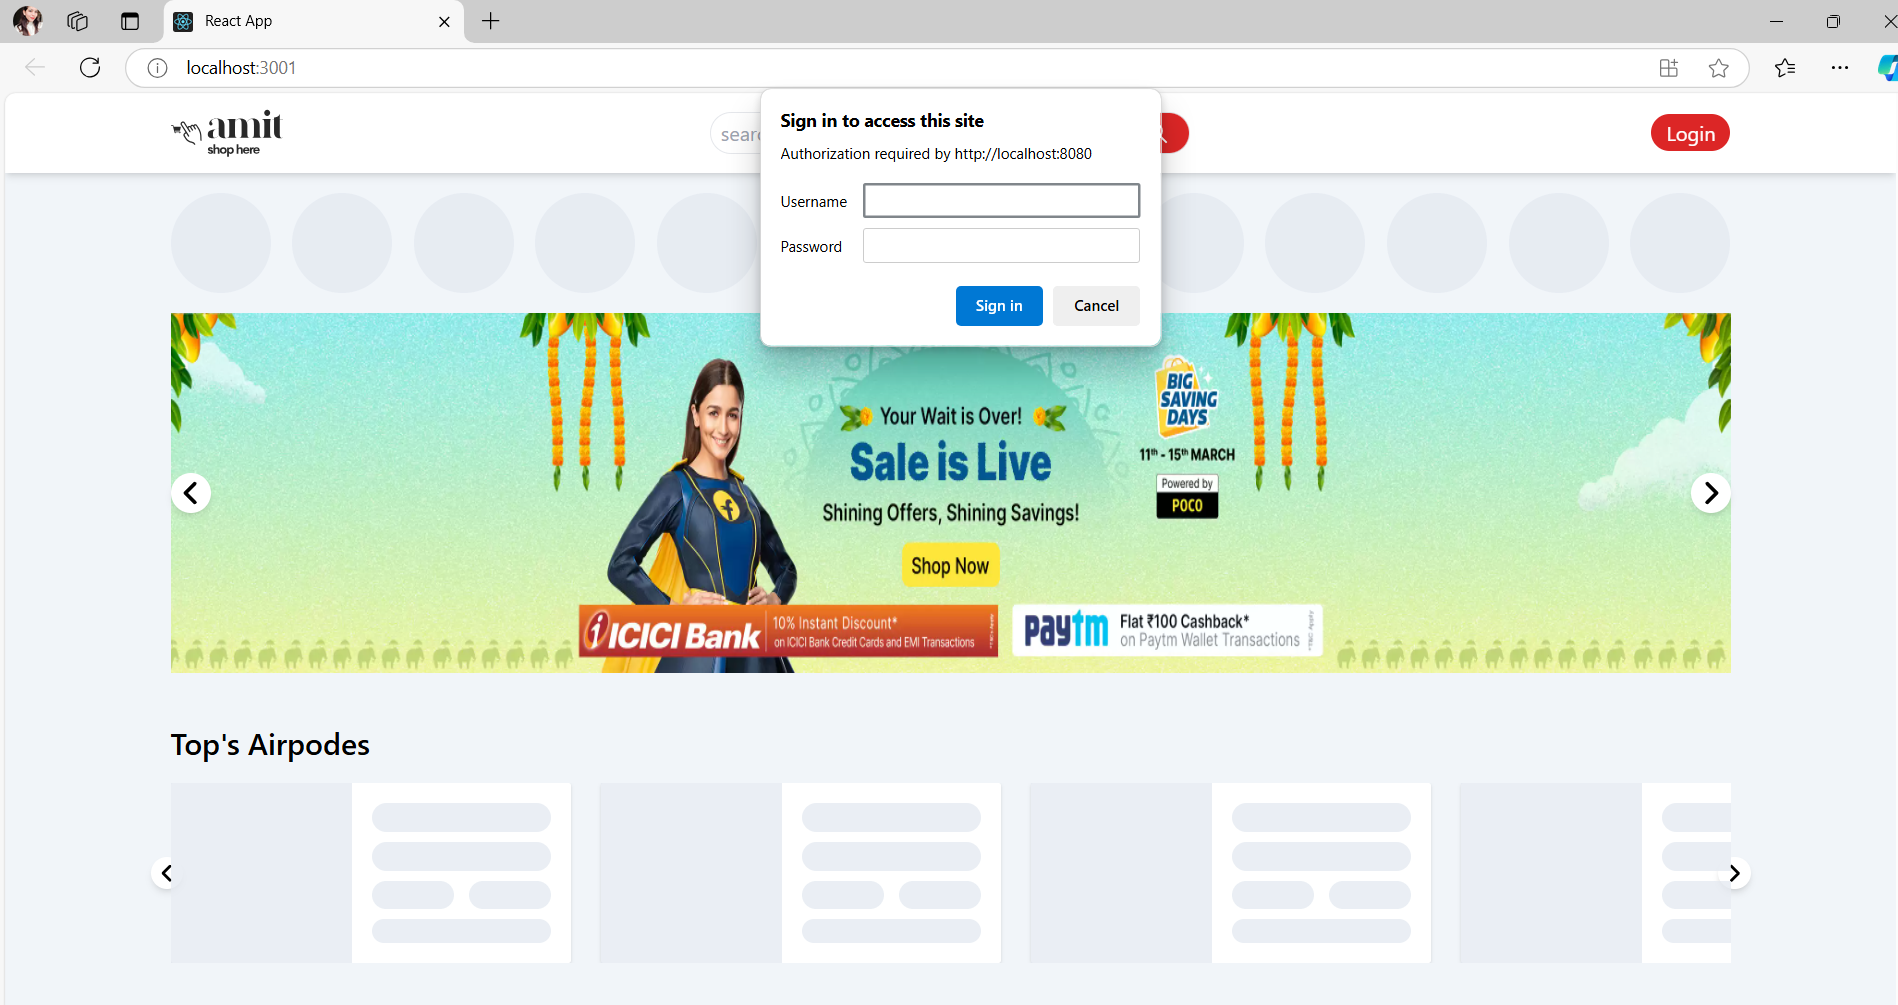 React App
localhost:3001
amit
shop here
sear
Login
Sign in to access this site
Authorization required by http://localhost:8080
Username
Password
Sign in
Cancel
Your Wait is Over!
Sale is Live
Shining Offers, Shining Savings!
Shop Now
BIG
SAVING
DAYS
11th - 15th MARCH
Powered by
POCO
ICICI Bank
10% Instant Discount*
on ICICI Bank Credit Cards and EMI Transactions
paytm
Flat ₹100 Cashback*
on Paytm Wallet Transactions
Top's Airpodes